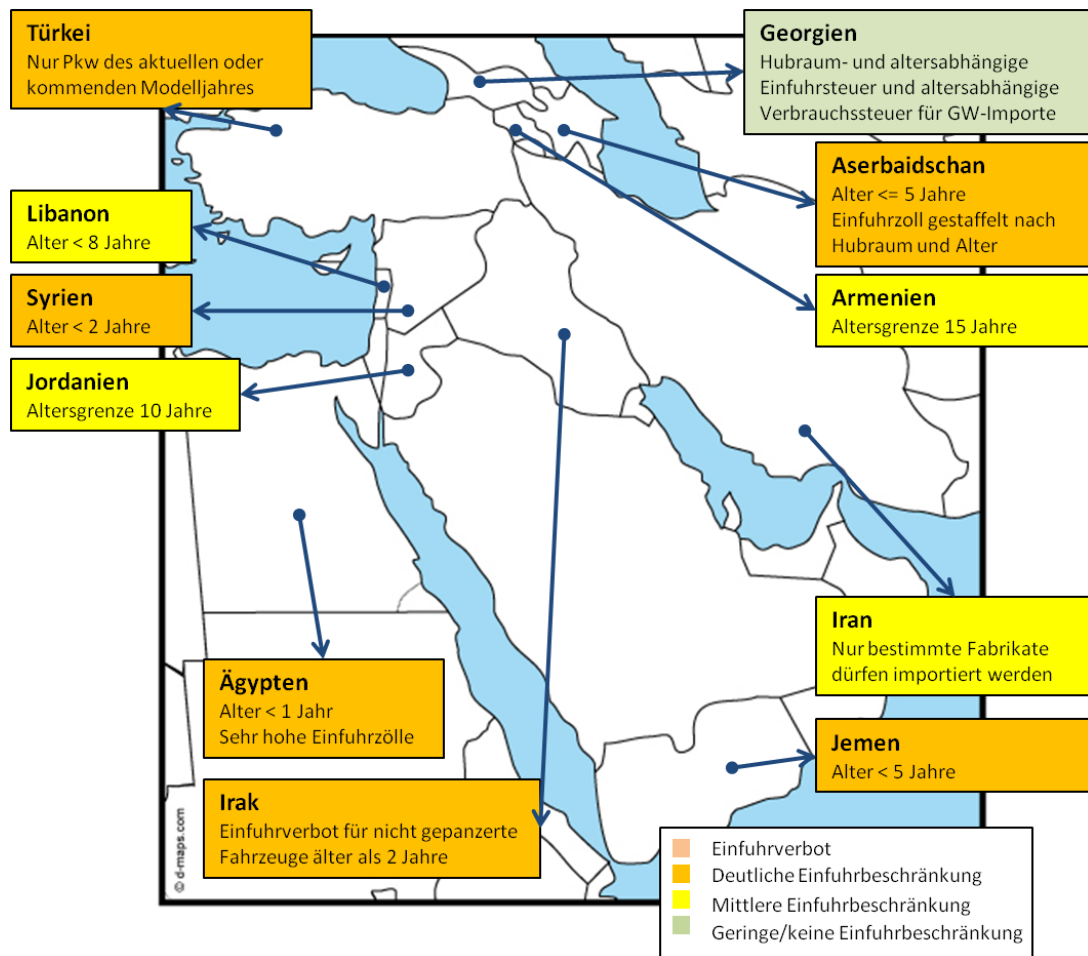 Türkei
Nur Pkw des aktuellen oder
kommenden Modelljahres
Georgien
Hubraum- und altersabhängige
Einfuhrsteuer und altersabhängige
Verbrauchssteuer für GW-Importe
Aserbaidschan
Alter <= 5 Jahre
Einfuhrzoll gestaffelt nach
Hubraum und Alter
Libanon
Alter < 8 Jahre
Syrien
Alter < 2 Jahre
Armenien
Altersgrenze 15 Jahre
Jordanien
Altersgrenze 10 Jahre
Iran
Nur bestimmte Fabrikate
dürfen importiert werden
Ägypten
Alter < 1 Jahr
Sehr hohe Einfuhrzölle
Jemen
Alter < 5 Jahre
Irak
Einfuhrverbot für nicht gepanzerte
Fahrzeuge älter als 2 Jahre
© d-maps.com
Einfuhrverbot
Deutliche Einfuhrbeschränkung
Mittlere Einfuhrbeschränkung
Geringe/keine Einfuhrbeschränkung